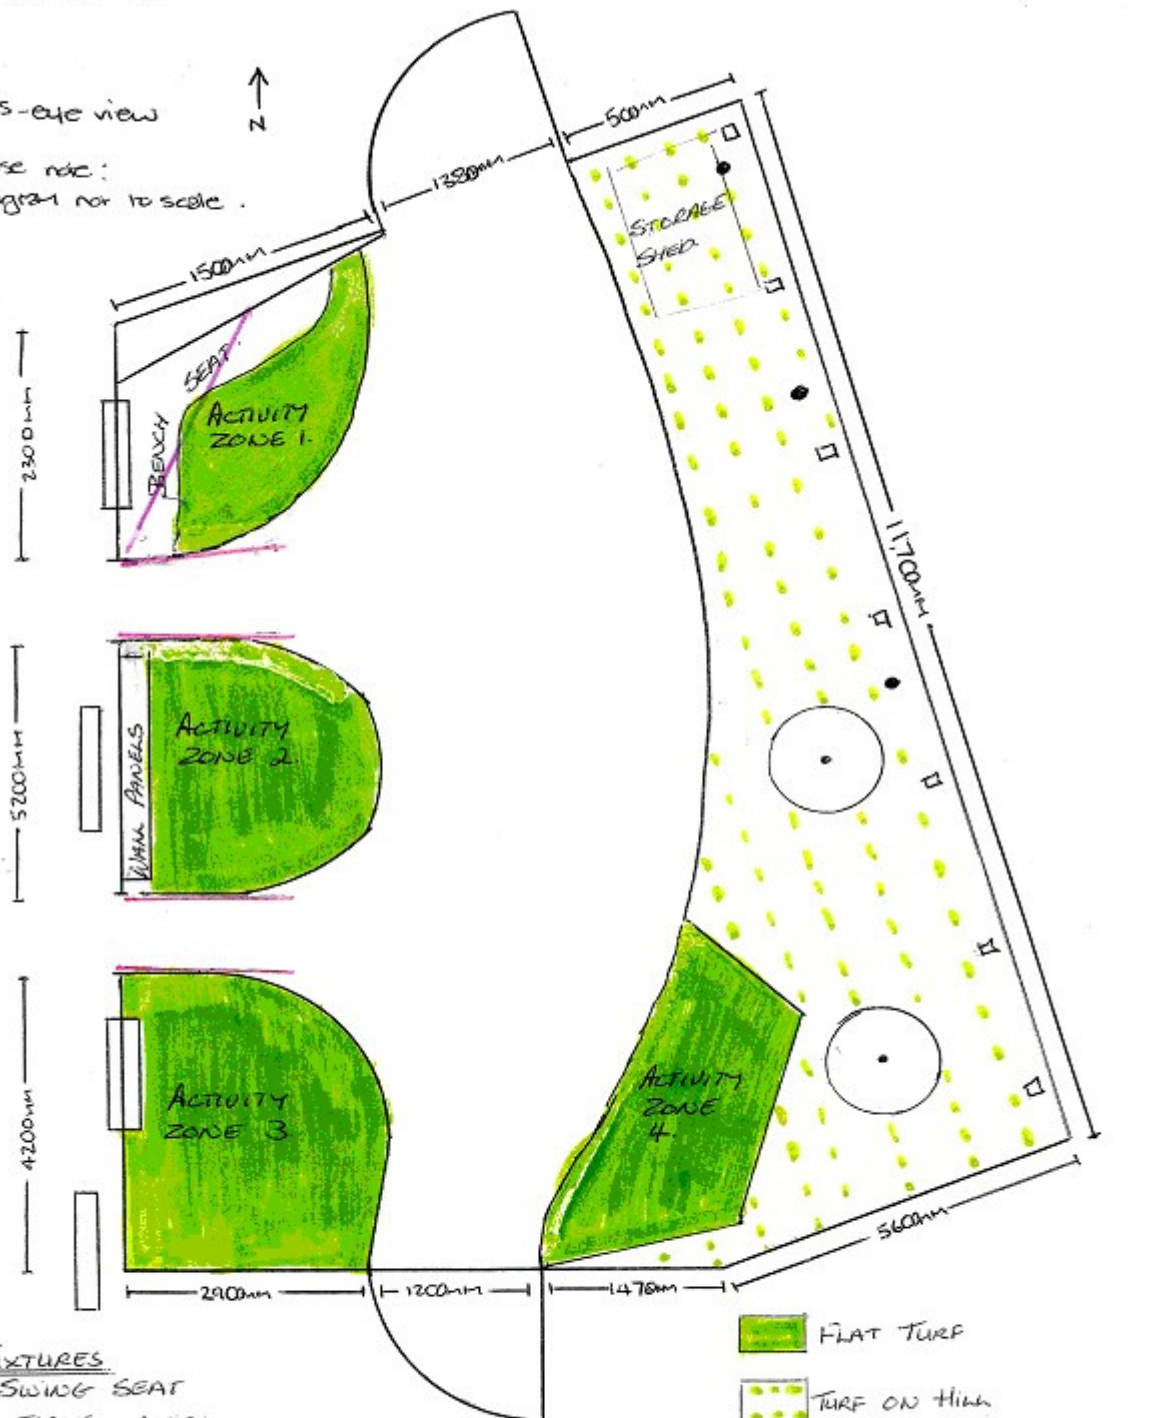 s-eye view
N
se note:
gram not to scale.
500mm
1380mm
1500mm
STORAGE
SHED.
2300mm
BENCH SEAT.
ACTIVITY
ZONE 1.
11,700mm
5200mm
WALL PANELS
ACTIVITY
ZONE 2.
4200mm
ACTIVITY
ZONE 3
ACTIVITY
ZONE
4.
5600mm
2900mm
1200mm
1470mm
FLAT TURF
IXTURES
SWING SEAT
TURF ON HILL